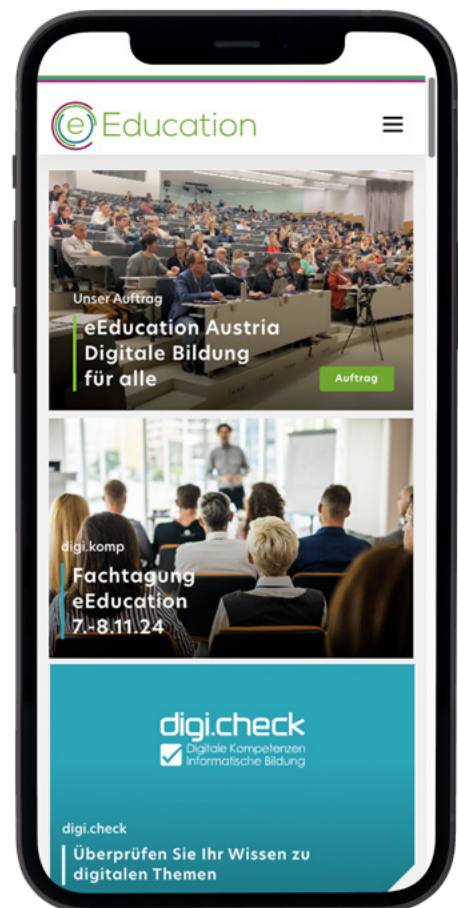 eEducation
Unser Auftrag
eEducation Austria
Digitale Bildung
für alle
Auftrag
digi.komp
Fachtagung
eEducation
7.-8.11.24
digi.check
Digitale Kompetenzen
Informatische Bildung
digi.check
Überprüfen Sie Ihr Wissen zu
digitalen Themen